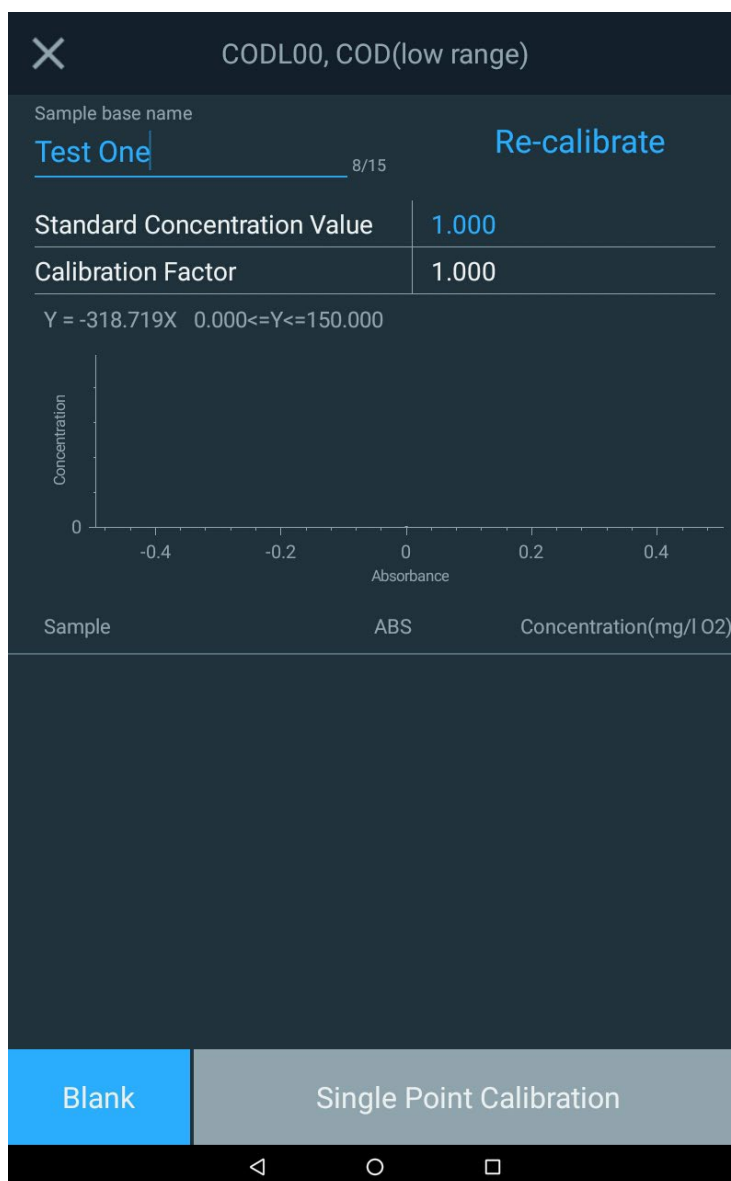 CODL00, COD(low range)
Sample base name
Test One
8/15
Re-calibrate
Standard Concentration Value 1.000
Calibration Factor 1.000
Y = -318.719X 0.000<=Y<=150.000
Concentration
0
-0.4 -0.2 0 0.2 0.4
Absorbance
Sample ABS Concentration(mg/l O2)
Blank Single Point Calibration